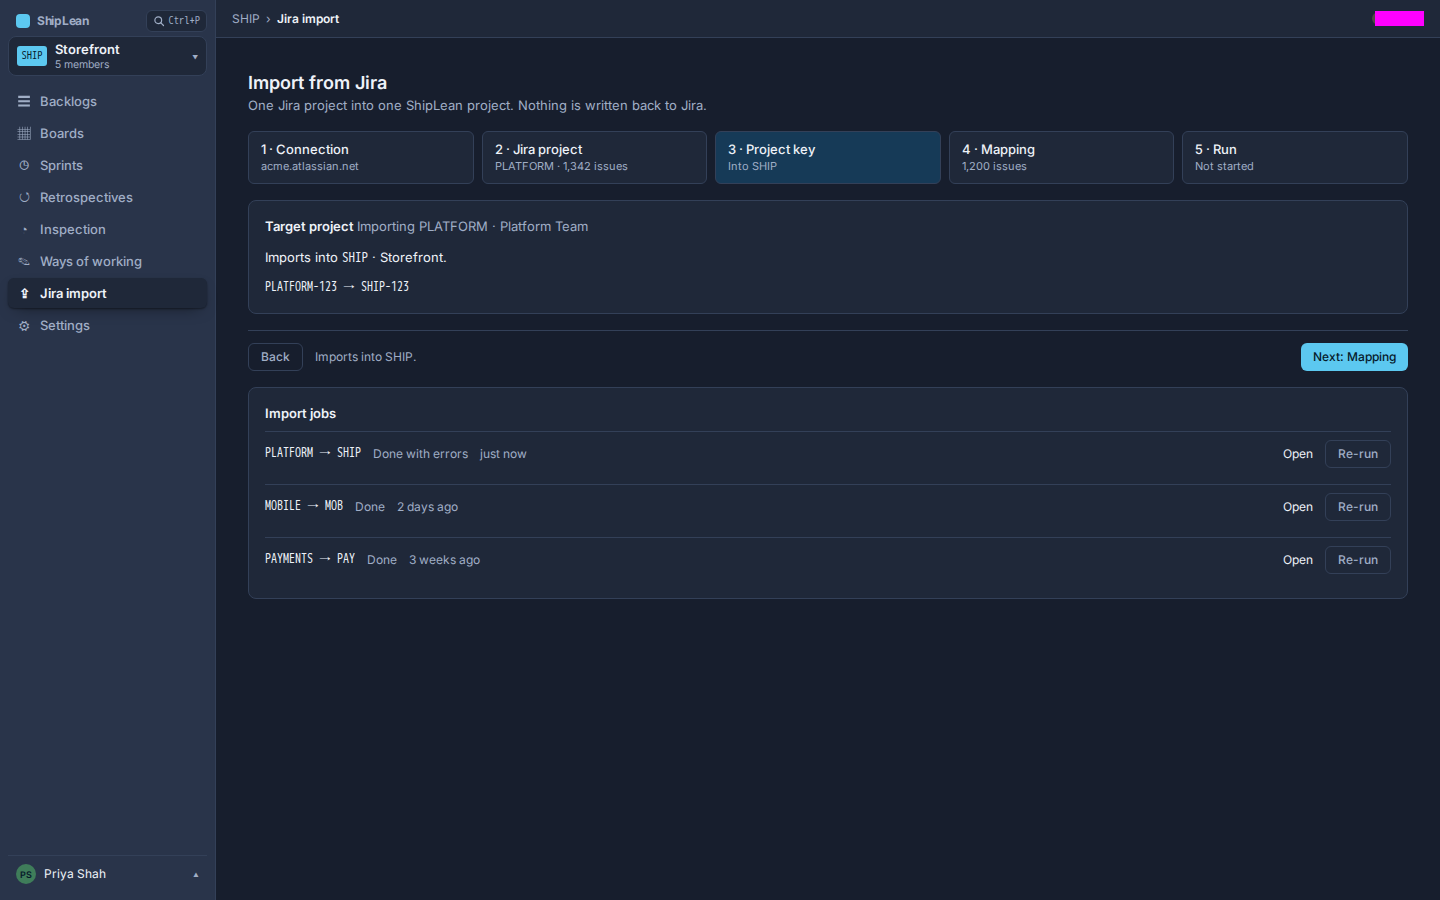 ShipLean
Ctrl+P
SHIP
Storefront
5 members
Backlogs
Boards
Sprints
Retrospectives
Inspection
Ways of working
Jira import
Settings
PS
Priya Shah
SHIP › Jira import
Import from Jira
One Jira project into one ShipLean project. Nothing is written back to Jira.
1 · Connection
acme.atlassian.net
2 · Jira project
PLATFORM · 1,342 issues
3 · Project key
Into SHIP
4 · Mapping
1,200 issues
5 · Run
Not started
Target project Importing PLATFORM · Platform Team
Imports into SHIP · Storefront.
PLATFORM-123 → SHIP-123
Back
Imports into SHIP.
Next: Mapping
Import jobs
PLATFORM → SHIP Done with errors just now Open Re-run
MOBILE → MOB Done 2 days ago Open Re-run
PAYMENTS → PAY Done 3 weeks ago Open Re-run